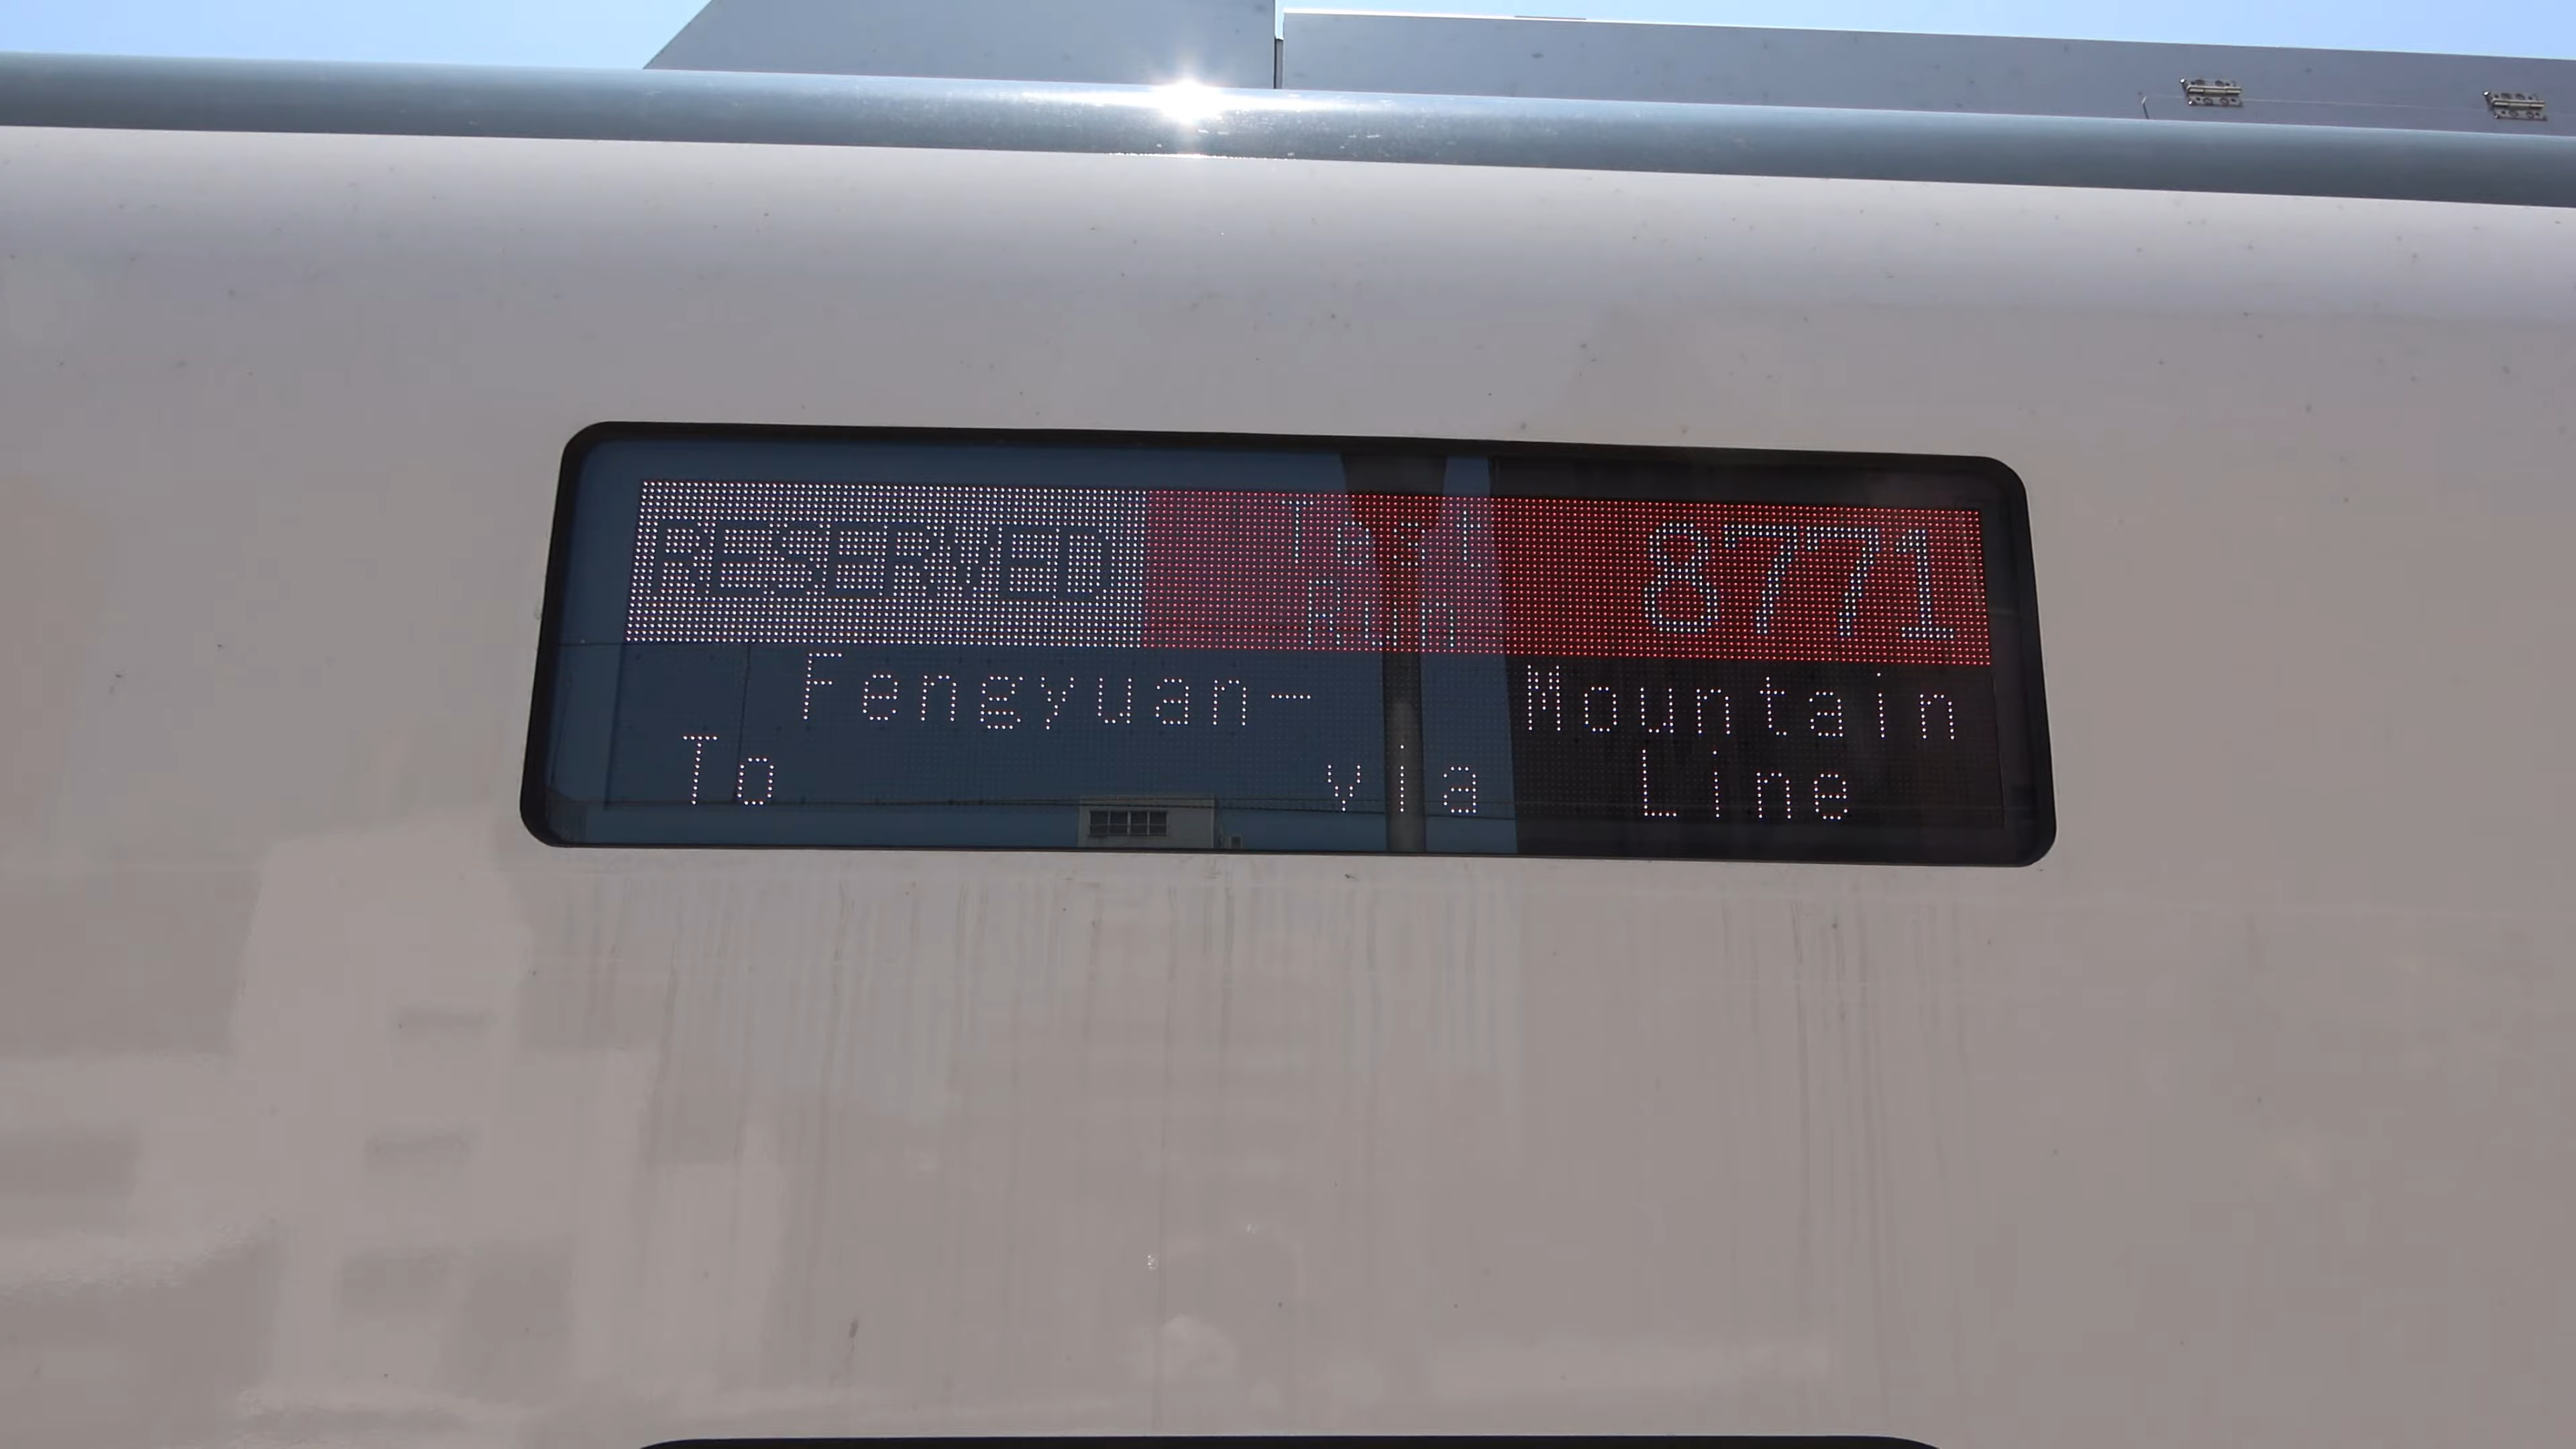 RESERVED
Test
Run
8771
Fengyuan-
To
via
Mountain
Line